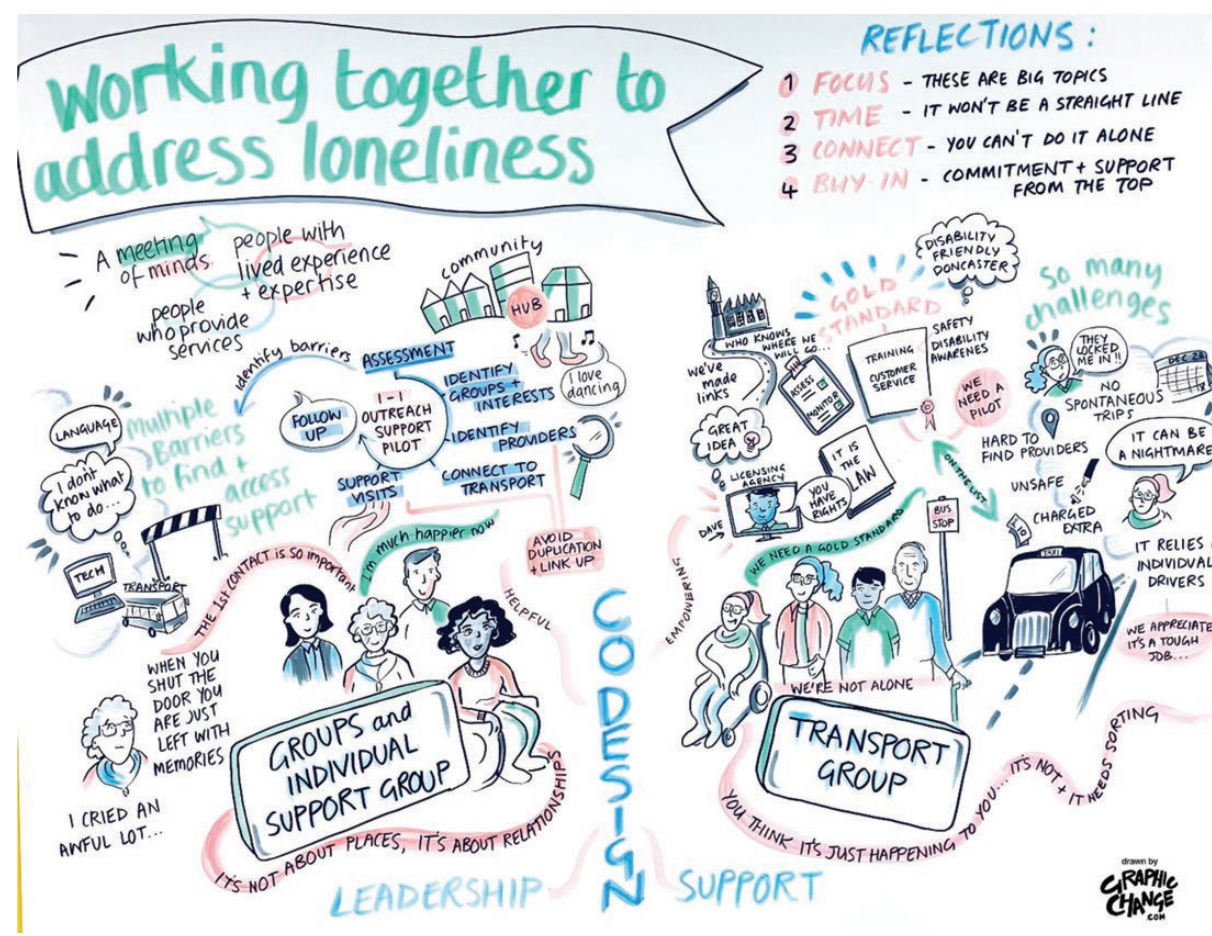 Working together to
address loneliness
REFLECTIONS:
1 FOCUS - THESE ARE BIG TOPICS
2 TIME - IT WON'T BE A STRAIGHT LINE
3 CONNECT - YOU CAN'T DO IT ALONE
4 BUY-IN - COMMITMENT + SUPPORT
FROM THE TOP
A meeting
of minds
people with
lived experience
+ expertise
people
who provide
services
community
HUB
I love
dancing
Identify barriers
ASSESSMENT
IDENTIFY
GROUPS +
INTERESTS
IDENTIFY
PROVIDERS
CONNECT TO
TRANSPORT
SUPPORT
VISITS
FOLLOW
UP
1-1
OUTREACH
SUPPORT
PILOT
Multiple
Barriers
to find +
access
support
LANGUAGE
I don't
know what
to do...
TECH
TRANSPORT
THE 1st CONTACT IS SO IMPORTANT
I'm much happier now
AVOID
DUPLICATION
+ LINK UP
HELPFUL
WHEN YOU
SHUT THE
DOOR YOU
ARE JUST
LEFT WITH
MEMORIES
I CRIED AN
AWFUL LOT...
GROUPS and
INDIVIDUAL
SUPPORT GROUP
IT'S NOT ABOUT PLACES, IT'S ABOUT RELATIONSHIPS
CODESIGN
LEADERSHIP
SUPPORT
DISABILITY
FRIENDLY
DONCASTER
GOLD
STANDARD
WHO KNOWS
WHERE WE
WILL GO...
we've
made
links
ASSESS
MONITOR
TRAINING
CUSTOMER
SERVICE
SAFETY
DISABILITY
AWARENES
WE
NEED A
PILOT
GREAT
IDEA
LICENSING
AGENCY
DAVE
YOU
HAVE
RIGHTS
IT IS
THE
LAW
ON THE LIST
WE NEED A GOLD STANDARD
BUS
STOP
EMPOWERING
WE'RE NOT ALONE
TRANSPORT
GROUP
YOU THINK IT'S JUST HAPPENING TO YOU... IT'S NOT + IT NEEDS SORTING
So many
challenges
THEY
LOCKED
ME IN!!
NO
SPONTANEOUS
TRIPS
HARD TO
FIND PROVIDERS
IT CAN BE
A NIGHTMARE
UNSAFE
CHARGED
EXTRA
TAXI
IT RELIES
INDIVIDUAL
DRIVERS
WE APPRECIATE
IT'S A TOUGH
JOB...
drawn by
GRAPHIC
CHANGE
.COM